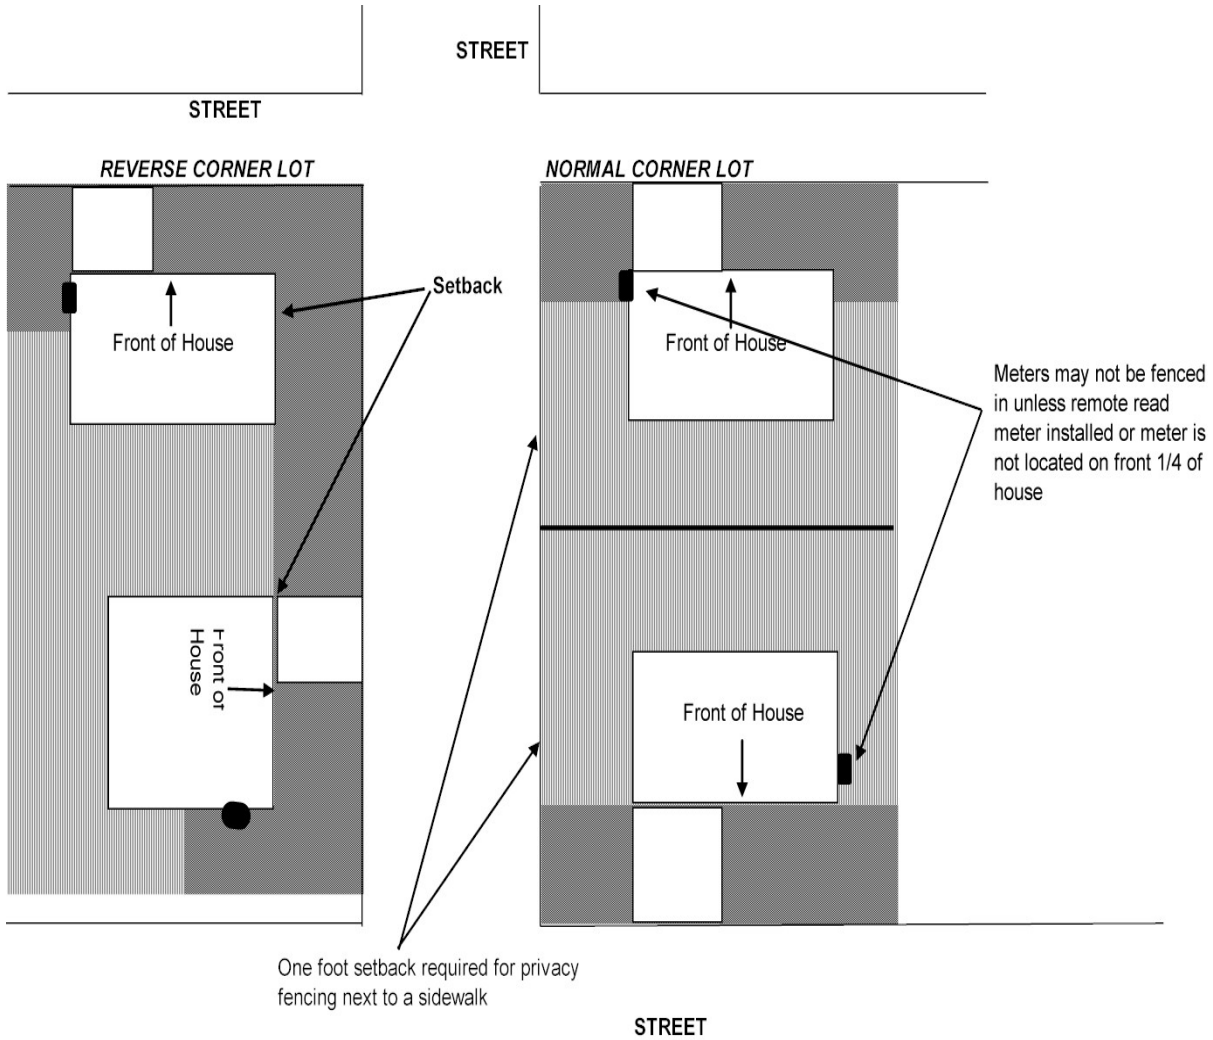 STREET
STREET
REVERSE CORNER LOT
NORMAL CORNER LOT
Setback
Front of House
Front of House
Meters may not be fenced
in unless remote read
meter installed or meter is
not located on front 1/4 of
house
Front of
House
Front of House
One foot setback required for privacy
fencing next to a sidewalk
STREET